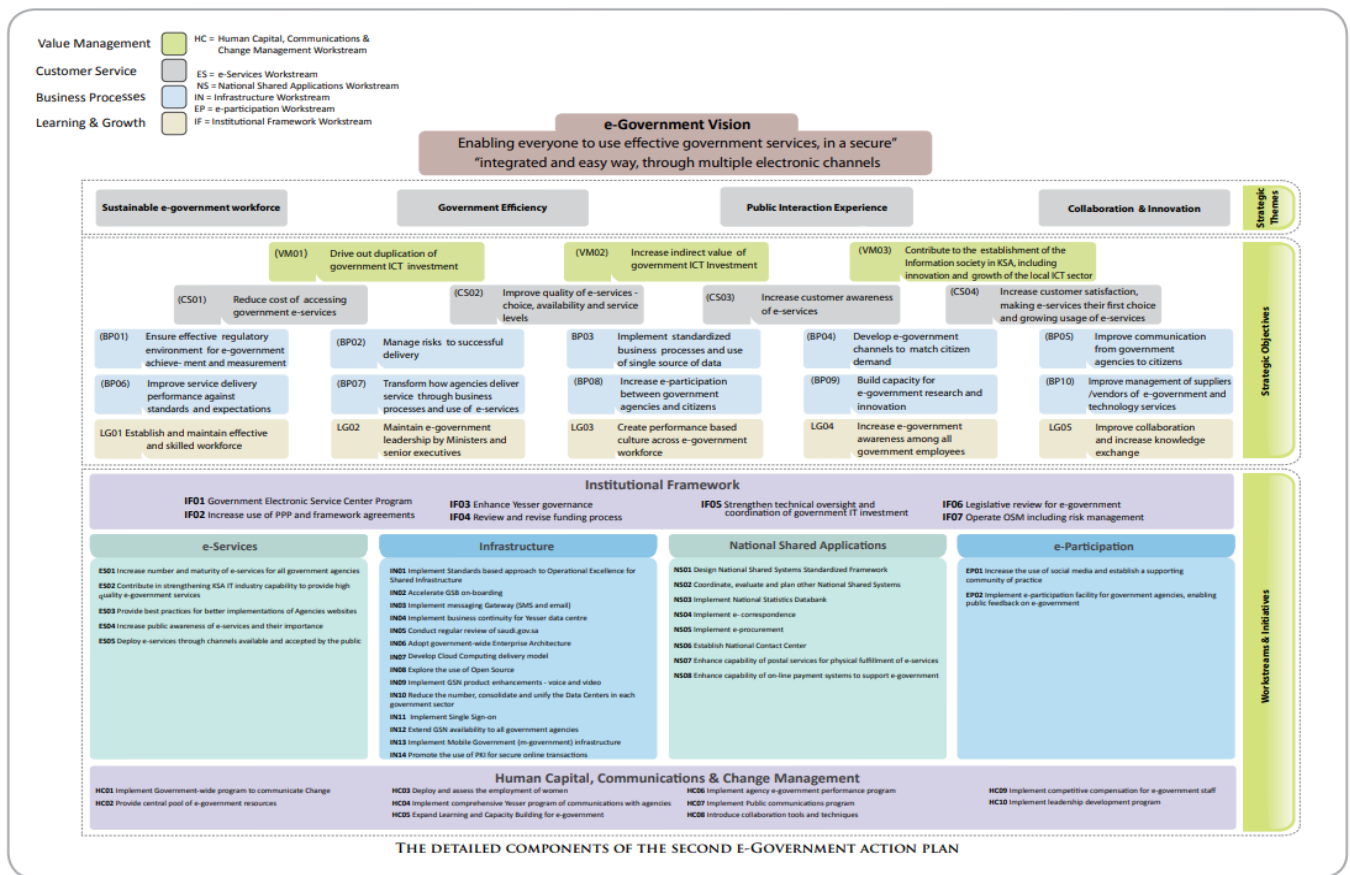 Value Management
Customer Service
Business Processes
Learning & Growth
HC = Human Capital, Communications &
Change Management Workstream
ES = e-Services Workstream
NS = National Shared Applications Workstream
IN = Infrastructure Workstream
EP = e-participation Workstream
IF = Institutional Framework Workstream
e-Government Vision
Enabling everyone to use effective government services, in a secure"
"integrated and easy way, through multiple electronic channels
Sustainable e-government workforce
Government Efficiency
Public Interaction Experience
Collaboration & Innovation
Strategic
Themes
(VM01) Drive out duplication of
government ICT investment
(VM02) Increase indirect value of
government ICT Investment
(VM03) Contribute to the establishment of the
Information society in KSA, including
innovation and growth of the local ICT sector
(CS01) Reduce cost of accessing
government e-services
(CS02) Improve quality of e-services -
choice, availability and service
levels
(CS03) Increase customer awareness
of e-services
(CS04) Increase customer satisfaction,
making e-services their first choice
and growing usage of e-services
(BP01) Ensure effective regulatory
environment for e-government
achieve- ment and measurement
(BP02) Manage risks to successful
delivery
BP03 Implement standardized
business processes and use
of single source of data
(BP04) Develop e-government
channels to match citizen
demand
(BP05) Improve communication
from government
agencies to citizens
(BP06) Improve service delivery
performance against
standards and expectations
(BP07) Transform how agencies deliver
service through business
processes and use of e-services
(BP08) Increase e-participation
between government
agencies and citizens
(BP09) Build capacity for
e-government research and
innovation
(BP10) Improve management of suppliers
/vendors of e-government and
technology services
LG01 Establish and maintain effective
and skilled workforce
LG02 Maintain e-government
leadership by Ministers and
senior executives
LG03 Create performance based
culture across e-government
workforce
LG04 Increase e-government
awareness among all
government employees
LG05 Improve collaboration
and increase knowledge
exchange
Strategic Objectives
Institutional Framework
IF01 Government Electronic Service Center Program
IF02 Increase use of PPP and framework agreements
IF03 Enhance Yesser governance
IF04 Review and revise funding process
IF05 Strengthen technical oversight and
coordination of government IT investment
IF06 Legislative review for e-government
IF07 Operate OSM including risk management
e-Services
ES01 Increase number and maturity of e-services for all government agencies
ES02 Contribute in strengthening KSA IT industry capability to provide high
quality e-government services
ES03 Provide best practices for better implementations of Agencies websites
ES04 Increase public awareness of e-services and their importance
ES05 Deploy e-services through channels available and accepted by the public
Infrastructure
IN01 Implement Standards based approach to Operational Excellence for
Shared Infrastructure
IN02 Accelerate GSB on-boarding
IN03 Implement messaging Gateway (SMS and email)
IN04 Implement business continuity for Yesser data centre
IN05 Conduct regular review of saudi.gov.sa
IN06 Adopt government-wide Enterprise Architecture
IN07 Develop Cloud Computing delivery model
IN08 Explore the use of Open Source
IN09 Implement GSN product enhancements - voice and video
IN10 Reduce the number, consolidate and unify the Data Centers in each
government sector
IN11 Implement Single Sign-on
IN12 Extend GSN availability to all government agencies
IN13 Implement Mobile Government (m-government) infrastructure
IN14 Promote the use of PKI for secure online transactions
National Shared Applications
NS01 Design National Shared Systems Standardized Framework
NS02 Coordinate, evaluate and plan other National Shared Systems
NS03 Implement National Statistics Databank
NS04 Implement e- correspondence
NS05 Implement e-procurement
NS06 Establish National Contact Center
NS07 Enhance capability of postal services for physical fulfillment of e-services
NS08 Enhance capability of on-line payment systems to support e-government
e-Participation
EP01 Increase the use of social media and establish a supporting
community of practice
EP02 Implement e-participation facility for government agencies, enabling
public feedback on e-government
Workstreams & Initiatives
Human Capital, Communications & Change Management
HC01 Implement Government-wide program to communicate Change
HC02 Provide central pool of e-government resources
HC03 Deploy and assess the employment of women
HC04 Implement comprehensive Yesser program of communications with agencies
HC05 Expand Learning and Capacity Building for e-government
HC06 Implement agency e-government performance program
HC07 Implement Public communications program
HC08 Introduce collaboration tools and techniques
HC09 Implement competitive compensation for e-government staff
HC10 Implement leadership development program
THE DETAILED COMPONENTS OF THE SECOND E-GOVERNMENT ACTION PLAN